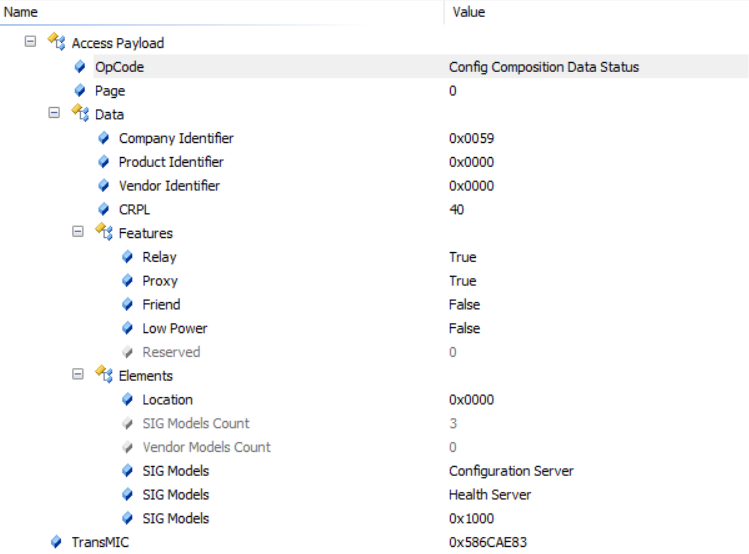 Name Value
Access Payload
OpCode Config Composition Data Status
Page 0
Data
Company Identifier 0x0059
Product Identifier 0x0000
Vendor Identifier 0x0000
CRPL 40
Features
Relay True
Proxy True
Friend False
Low Power False
Reserved 0
Elements
Location 0x0000
SIG Models Count 3
Vendor Models Count 0
SIG Models Configuration Server
SIG Models Health Server
SIG Models 0x1000
TransMIC 0x586CAE83